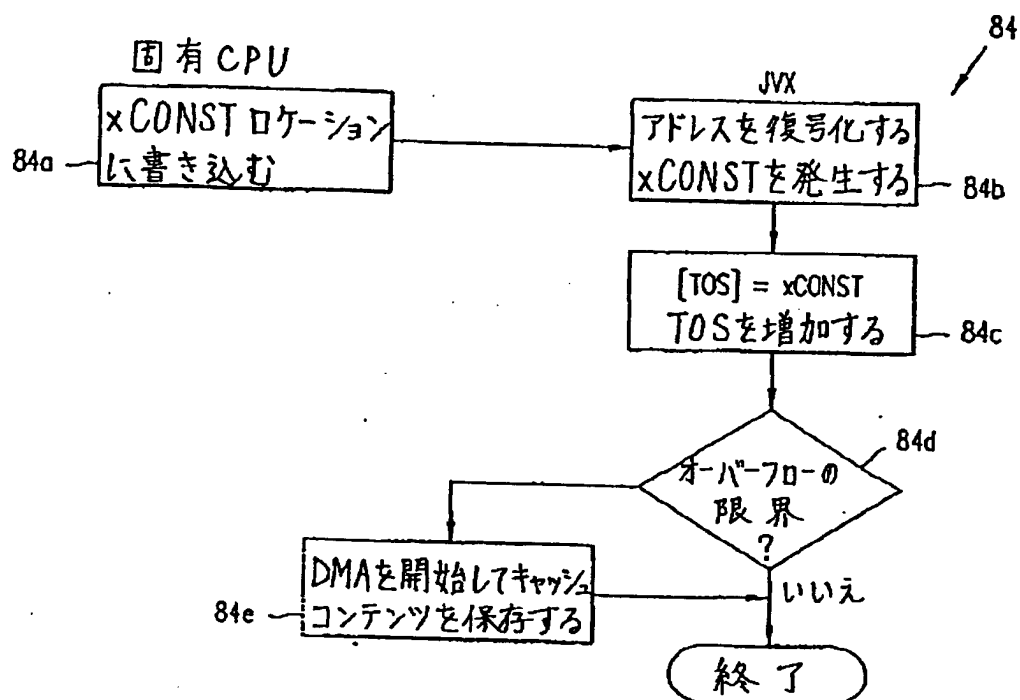 84
固有CPU
xCONSTロケーション
に書き込む
84a
JVX
アドレスを復号化する
xCONSTを発生する
84b
[TOS] = xCONST
TOSを増加する
84c
オーバーフローの
限界
?
84d
いいえ
DMAを開始してキャッシュ
コンテンツを保存する
84e
終了